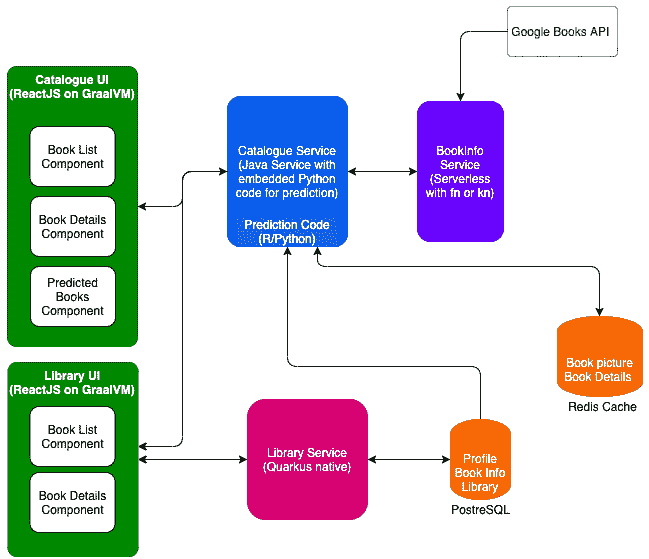 Google Books API
Catalogue UI
(ReactJS on GraalVM)
Book List
Component
Book Details
Component
Predicted
Books
Component
Catalogue Service
(Java Service with
embedded Python
code for prediction)
Prediction Code
(R/Python)
BookInfo
Service
(Serverless
with fn or kn)
Book picture
Book Details
Redis Cache
Library UI
(ReactJS on GraalVM)
Book List
Component
Book Details
Component
Library Service
(Quarkus native)
Profile
Book Info
Library
PostreSQL